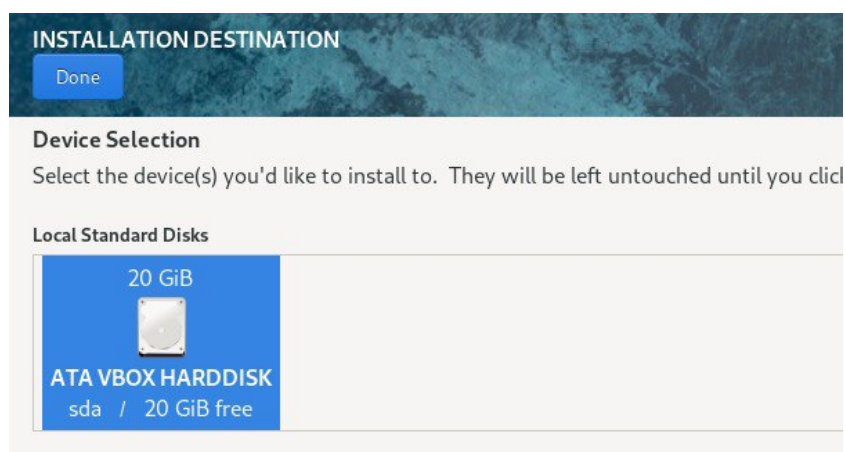 INSTALLATION DESTINATION
Done
Device Selection
Select the device(s) you'd like to install to. They will be left untouched until you
Local Standard Disks
20 GiB
ATA VBOX HARDDISK
sda / 20 GiB free